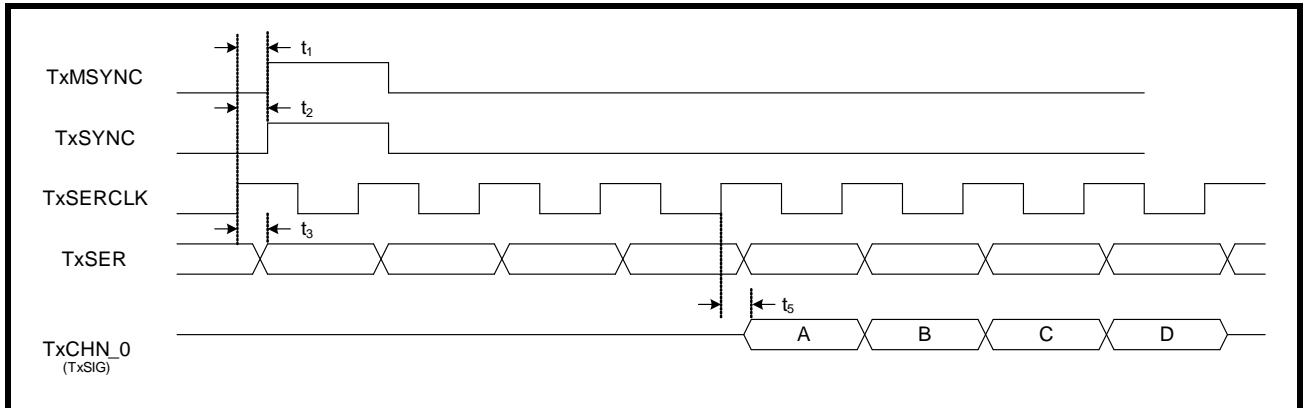 t1
TxMSYNC
t2
TxSYNC
TxSERCLK
t3
TxSER
t5
A B C D
TxCHN_0
(TxSIG)